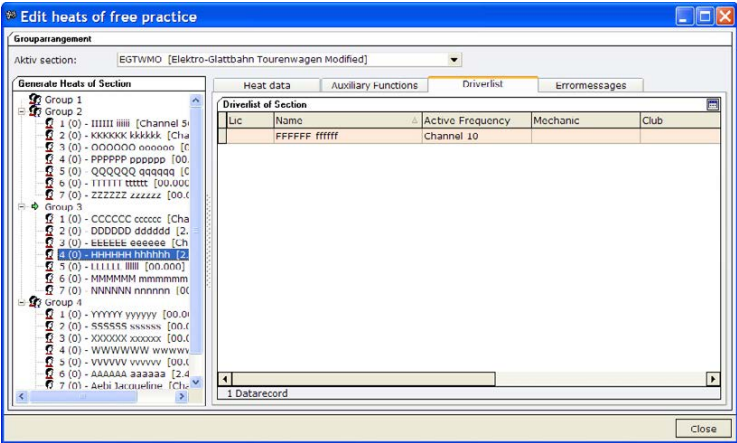 Edit heats of free practice
Grouparrangement
Aktiv section:
EGTWMO [Elektro-Glattbahn Tourenwagen Modified]
Generate Heats of Section
Group 1
Group 2
1 (0) - IIIIII iiiiii [Channel 5
2 (0) - KKKKKK kkkkkk. [Cha
3 (0) - OOOOOO oooooo [0
4 (0) - PPPPPP pppppp [00.
5 (0) - QQQQQQ qqqqqq [0
6 (0) - TTTTTT tttttt [00.000
7 (0) - ZZZZZZ zzzzzz [00.0
Group 3
1 (0) - CCCCCC cccccc [Cha
2 (0) - DDDDDD dddddd [2.
3 (0) - EEEEEE eeeeee [Ch
4 (0) - HHHHHH hhhhhh [2.
5 (0) - LLLLLL llllll [00.000]
6 (0) - MMMMMM mmmmmm
7 (0) - NNNNNN nnnnnn [00
Group 4
1 (0) - YYYYYY yyyyyy [00.0
2 (0) - SSSSSS ssssss [00.0
3 (0) - XXXXXX xxxxxx [00.0
4 (0) - WWWWWW wwwww
5 (0) - VVVVVV vvvvvv [00.0
6 (0) - AAAAAA aaaaaa [2.4
7 (0) - Aebi Jacqueline [Cha
Heat data
Auxiliary Functions
Driverlist
Errormessages
Driverlist of Section
Lic Name Active Frequency Mechanic Club
FFFFFF ffffff Channel 10
1 Datarecord
Close